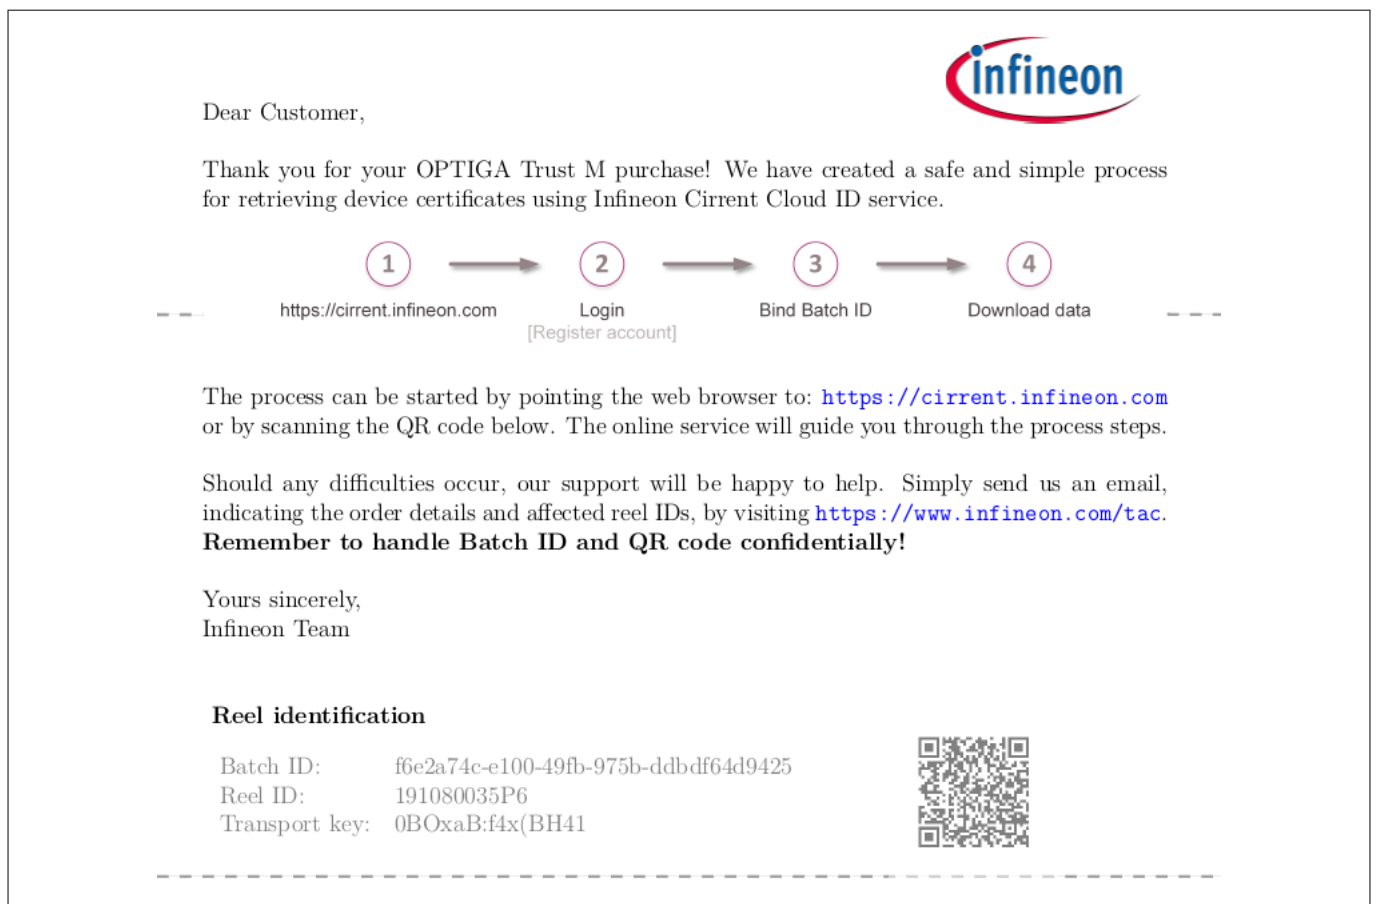 infineon
Dear Customer,
Thank you for your OPTIGA Trust M purchase! We have created a safe and simple process
for retrieving device certificates using Infineon Cirrent Cloud ID service.
1 2 3 4
https://cirrent.infineon.com Login Bind Batch ID Download data
[Register account]
The process can be started by pointing the web browser to: https://cirrent.infineon.com
or by scanning the QR code below. The online service will guide you through the process steps.
Should any difficulties occur, our support will be happy to help. Simply send us an email,
indicating the order details and affected reel IDs, by visiting https://www.infineon.com/tac.
Remember to handle Batch ID and QR code confidentially!
Yours sincerely,
Infineon Team
Reel identification
Batch ID: f6e2a74c-e100-49fb-975b-ddbdf64d9425
Reel ID: 191080035P6
Transport key: 0BOxaB:f4x(BH41